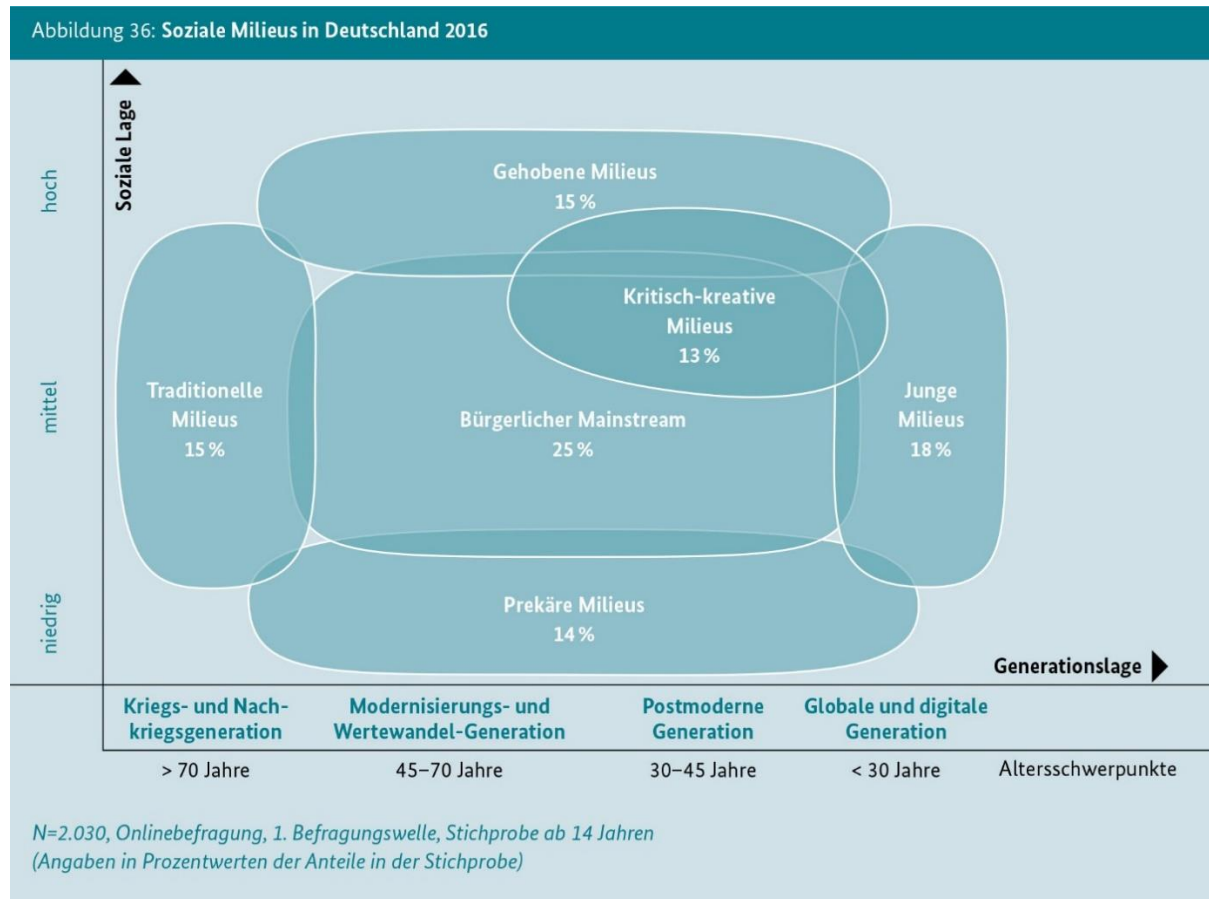 Abbildung 36: Soziale Milieus in Deutschland 2016
Soziale Lage
hoch
mittel
niedrig
Gehobene Milieus
15 %
Kritisch-kreative
Milieus
13 %
Traditionelle
Milieus
15 %
Bürgerlicher Mainstream
25 %
Junge
Milieus
18 %
Prekäre Milieus
14 %
Generationslage
Kriegs- und Nach-
kriegsgeneration
Modernisierungs- und
Wertewandel-Generation
Postmoderne
Generation
Globale und digitale
Generation
> 70 Jahre
45–70 Jahre
30–45 Jahre
< 30 Jahre
Altersschwerpunkte
N=2.030, Onlinebefragung, 1. Befragungswelle, Stichprobe ab 14 Jahren
(Angaben in Prozentwerten der Anteile in der Stichprobe)